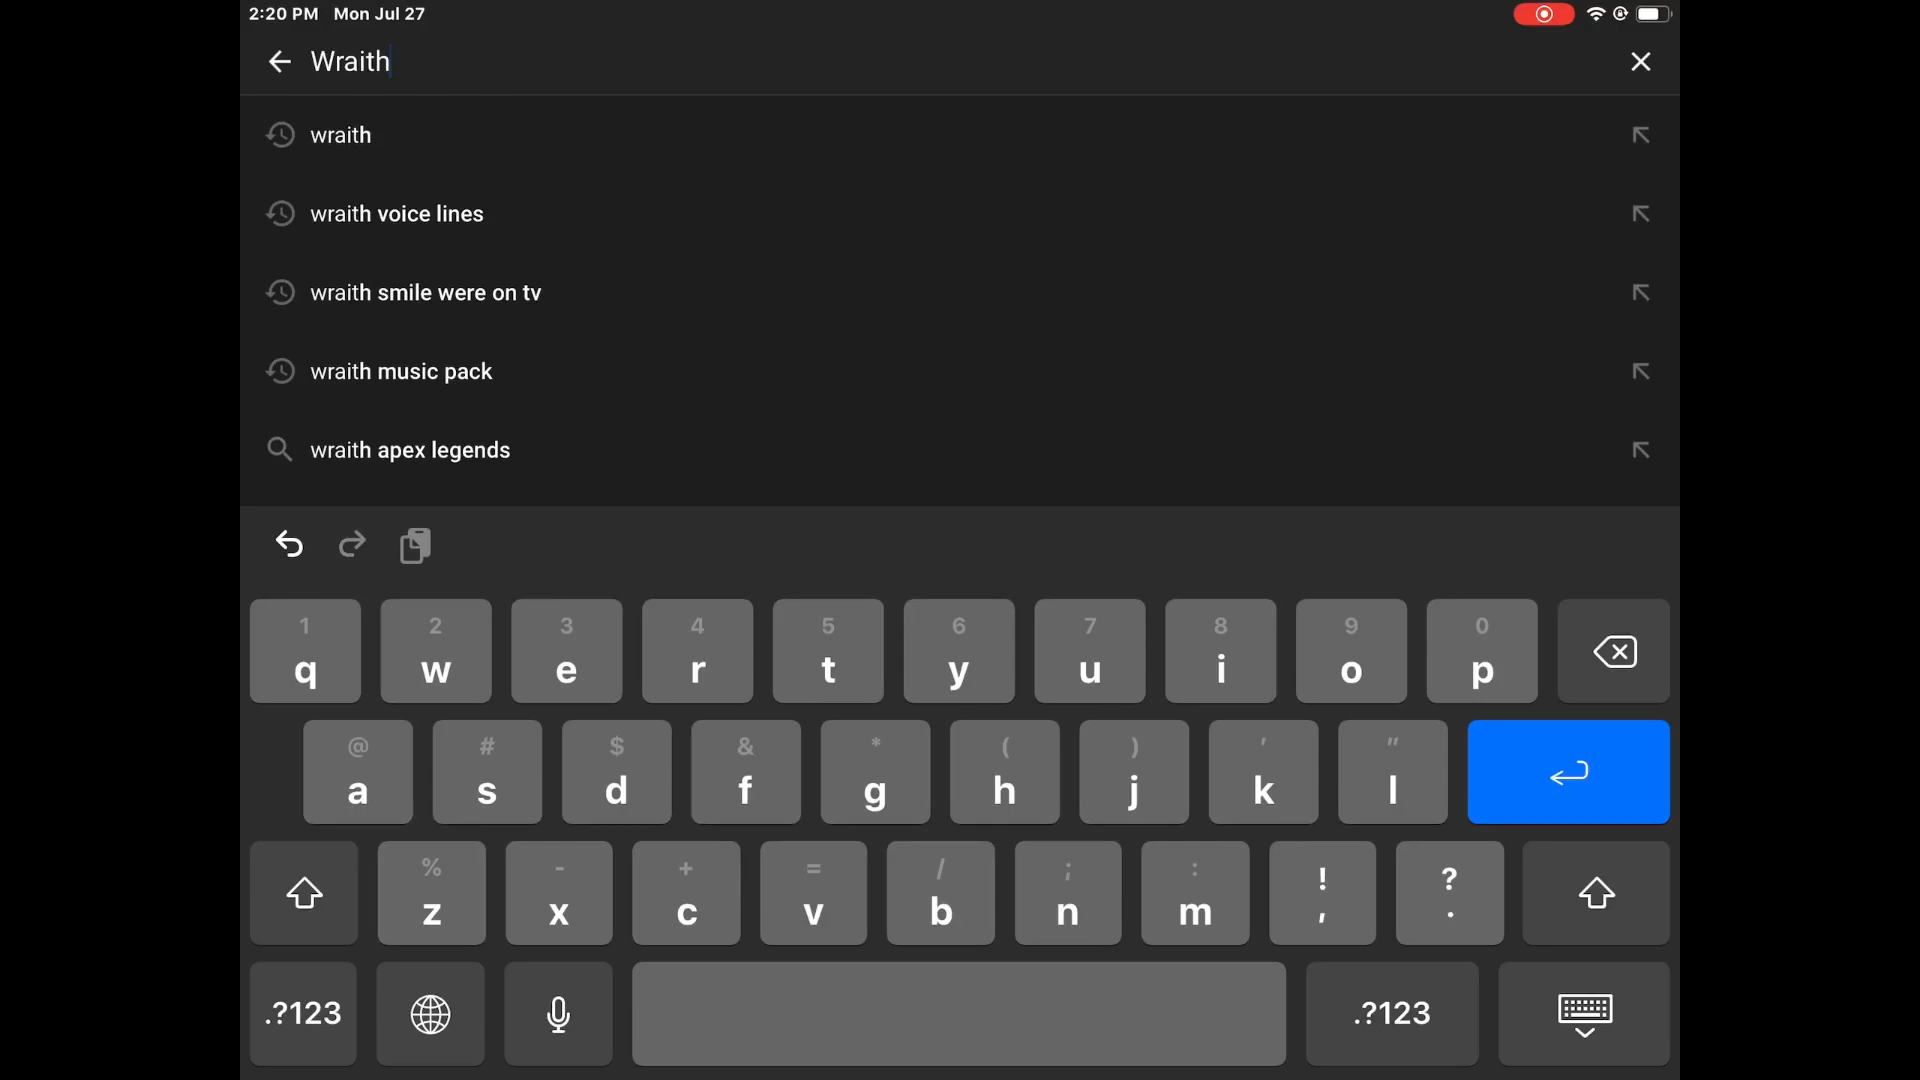 2:20 PM Mon Jul 27
Wraith
wraith
wraith voice lines
wraith smile were on tv
wraith music pack
wraith apex legends
1 2 3 4 5 6 7 8 9 0
q w e r t y u i o p
@ # $ & * ( ) ' "
a s d f g h j k l
% - + = / ; : ! ?
z x c v b n m , .
.?123 .?123